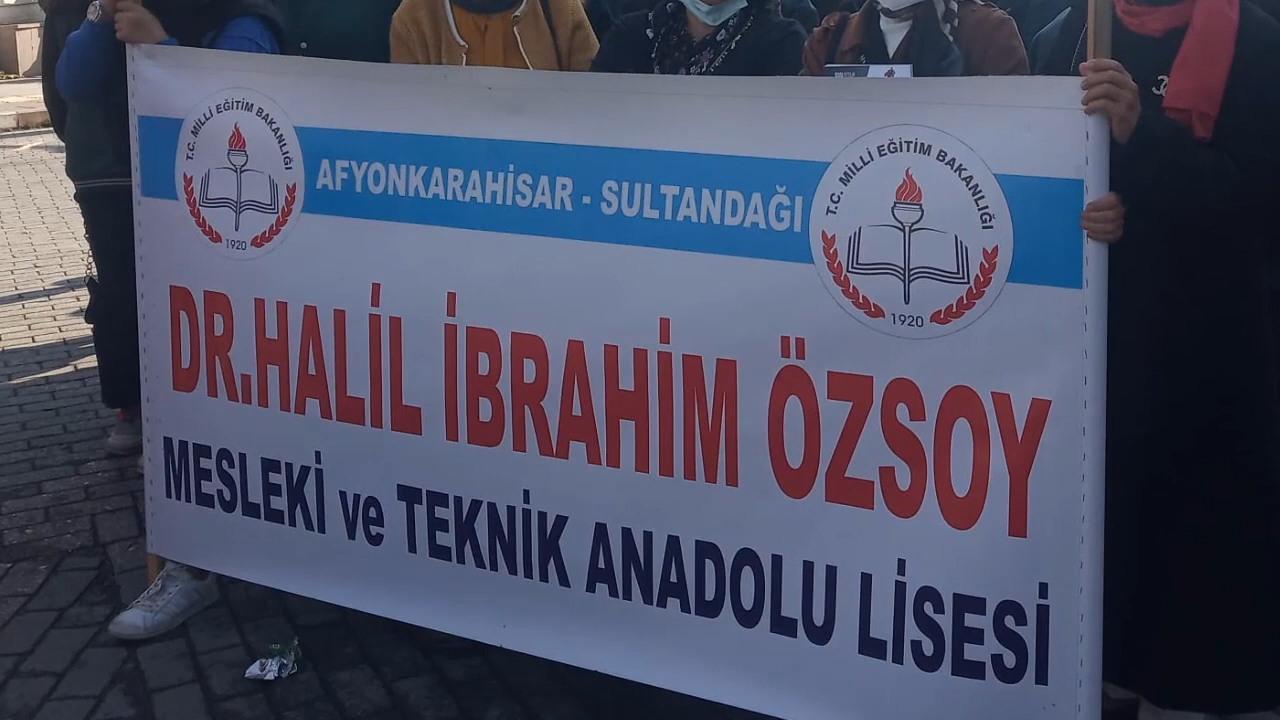 T.C. MİLLİ EĞİTİM BAKANLIĞI
1920
AFYONKARAHİSAR - SULTANDAĞI
T.C. MİLLİ EĞİTİM BAKANLIĞI
1920
DR.HALİL İBRAHİM ÖZSOY
MESLEKİ ve TEKNİK ANADOLU LİSESİ